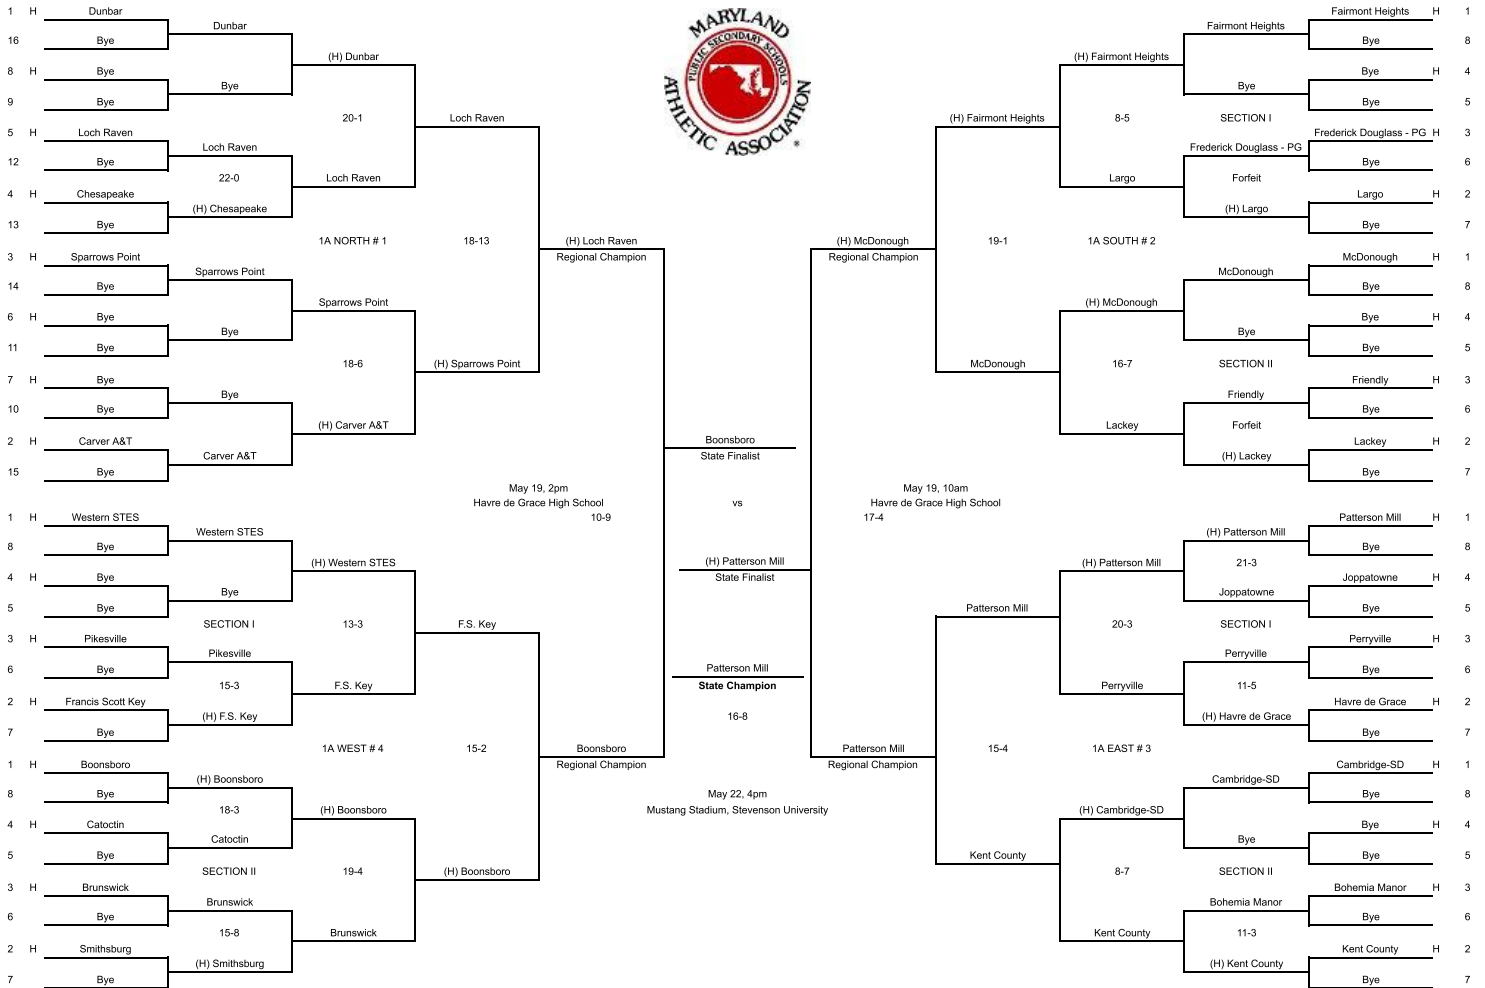 MARYLAND
PUBLIC SECONDARY SCHOOLS
ATHLETIC ASSOCIATION
®
1 H Dunbar
16 Bye
Dunbar
8 H Bye
9 Bye
Bye
(H) Dunbar
20-1
5 H Loch Raven
12 Bye
Loch Raven
22-0
4 H Chesapeake
13 Bye
(H) Chesapeake
Loch Raven
Loch Raven
1A NORTH # 1
18-13
3 H Sparrows Point
14 Bye
Sparrows Point
6 H Bye
11 Bye
Bye
Sparrows Point
18-6
(H) Sparrows Point
7 H Bye
10 Bye
Bye
2 H Carver A&T
15 Bye
Carver A&T
(H) Carver A&T
(H) Loch Raven
Regional Champion
May 19, 2pm
Havre de Grace High School
10-9
1 H Western STES
8 Bye
Western STES
4 H Bye
5 Bye
Bye
(H) Western STES
SECTION I
13-3
F.S. Key
3 H Pikesville
6 Bye
Pikesville
15-3
2 H Francis Scott Key
7 Bye
(H) F.S. Key
F.S. Key
1A WEST # 4
15-2
Boonsboro
Regional Champion
1 H Boonsboro
8 Bye
(H) Boonsboro
18-3
4 H Catoctin
5 Bye
Catoctin
(H) Boonsboro
SECTION II
19-4
(H) Boonsboro
3 H Brunswick
6 Bye
Brunswick
15-8
2 H Smithsburg
7 Bye
(H) Smithsburg
Brunswick
Boonsboro
State Finalist
vs
(H) Patterson Mill
State Finalist
Patterson Mill
State Champion
16-8
May 22, 4pm
Mustang Stadium, Stevenson University
Fairmont Heights H 1
Bye 8
Fairmont Heights
Bye H 4
Bye 5
Bye
(H) Fairmont Heights
8-5
SECTION I
(H) Fairmont Heights
Frederick Douglass - PG H 3
Bye 6
Frederick Douglass - PG
Forfeit
Largo H 2
Bye 7
(H) Largo
Largo
19-1
1A SOUTH # 2
(H) McDonough
Regional Champion
McDonough H 1
Bye 8
McDonough
Bye H 4
Bye 5
Bye
(H) McDonough
16-7
SECTION II
McDonough
Friendly H 3
Bye 6
Friendly
Forfeit
Lackey H 2
Bye 7
(H) Lackey
Lackey
May 19, 10am
Havre de Grace High School
17-4
Patterson Mill H 1
Bye 8
(H) Patterson Mill
21-3
Joppatowne H 4
Bye 5
Joppatowne
(H) Patterson Mill
20-3
SECTION I
Patterson Mill
Perryville H 3
Bye 6
Perryville
11-5
Havre de Grace H 2
Bye 7
(H) Havre de Grace
Perryville
15-4
1A EAST # 3
Patterson Mill
Regional Champion
Cambridge-SD H 1
Bye 8
Cambridge-SD
Bye H 4
Bye 5
Bye
(H) Cambridge-SD
8-7
SECTION II
Kent County
Bohemia Manor H 3
Bye 6
Bohemia Manor
11-3
Kent County H 2
Bye 7
(H) Kent County
Kent County